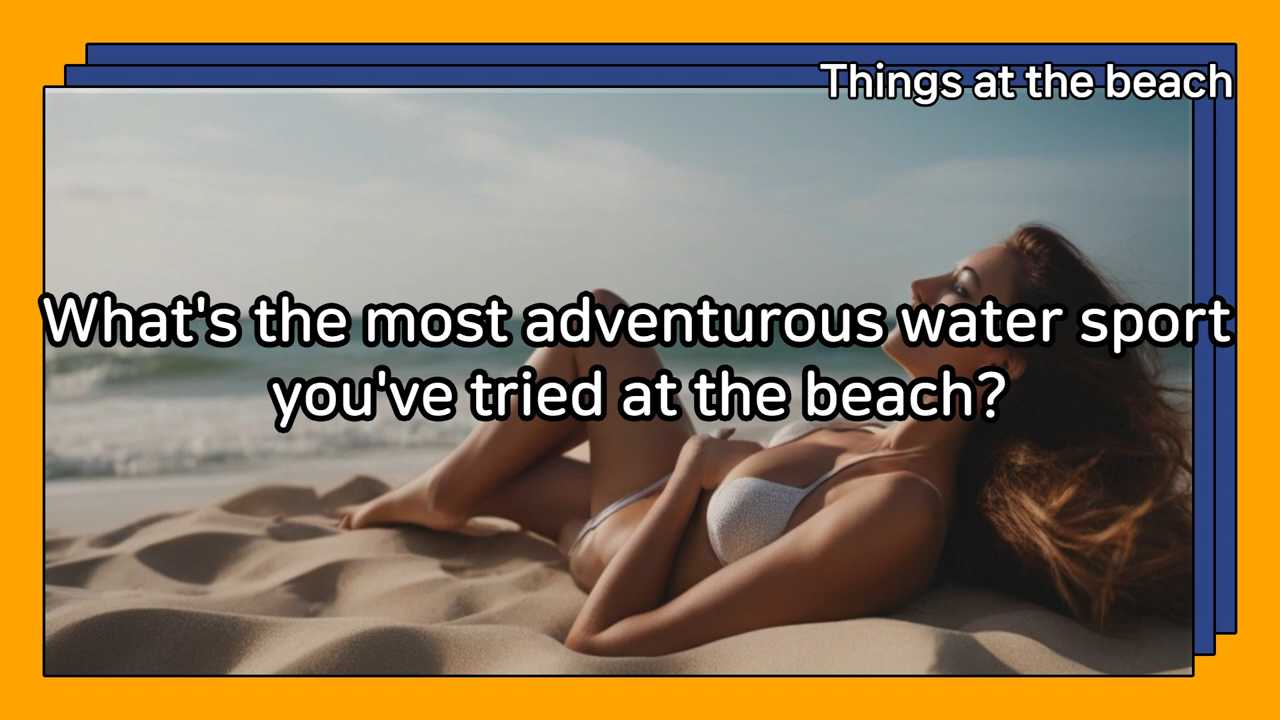 Things at the beach
What's the most adventurous water sport
you've tried at the beach?